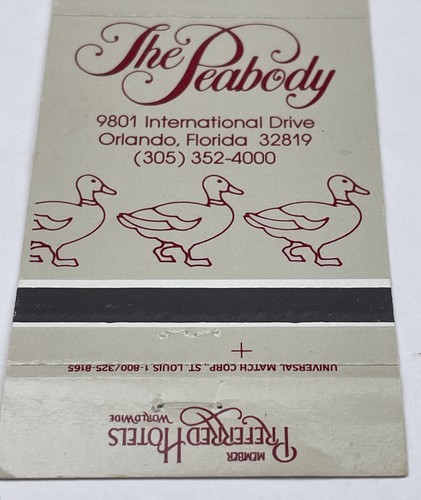 The Peabody
9801 International Drive
Orlando, Florida 32819
(305) 352-4000
UNIVERSAL MATCH CORP., ST. LOUIS 1-800/325-8165
MEMBER
PREFERRED HOTELS
WORLDWIDE